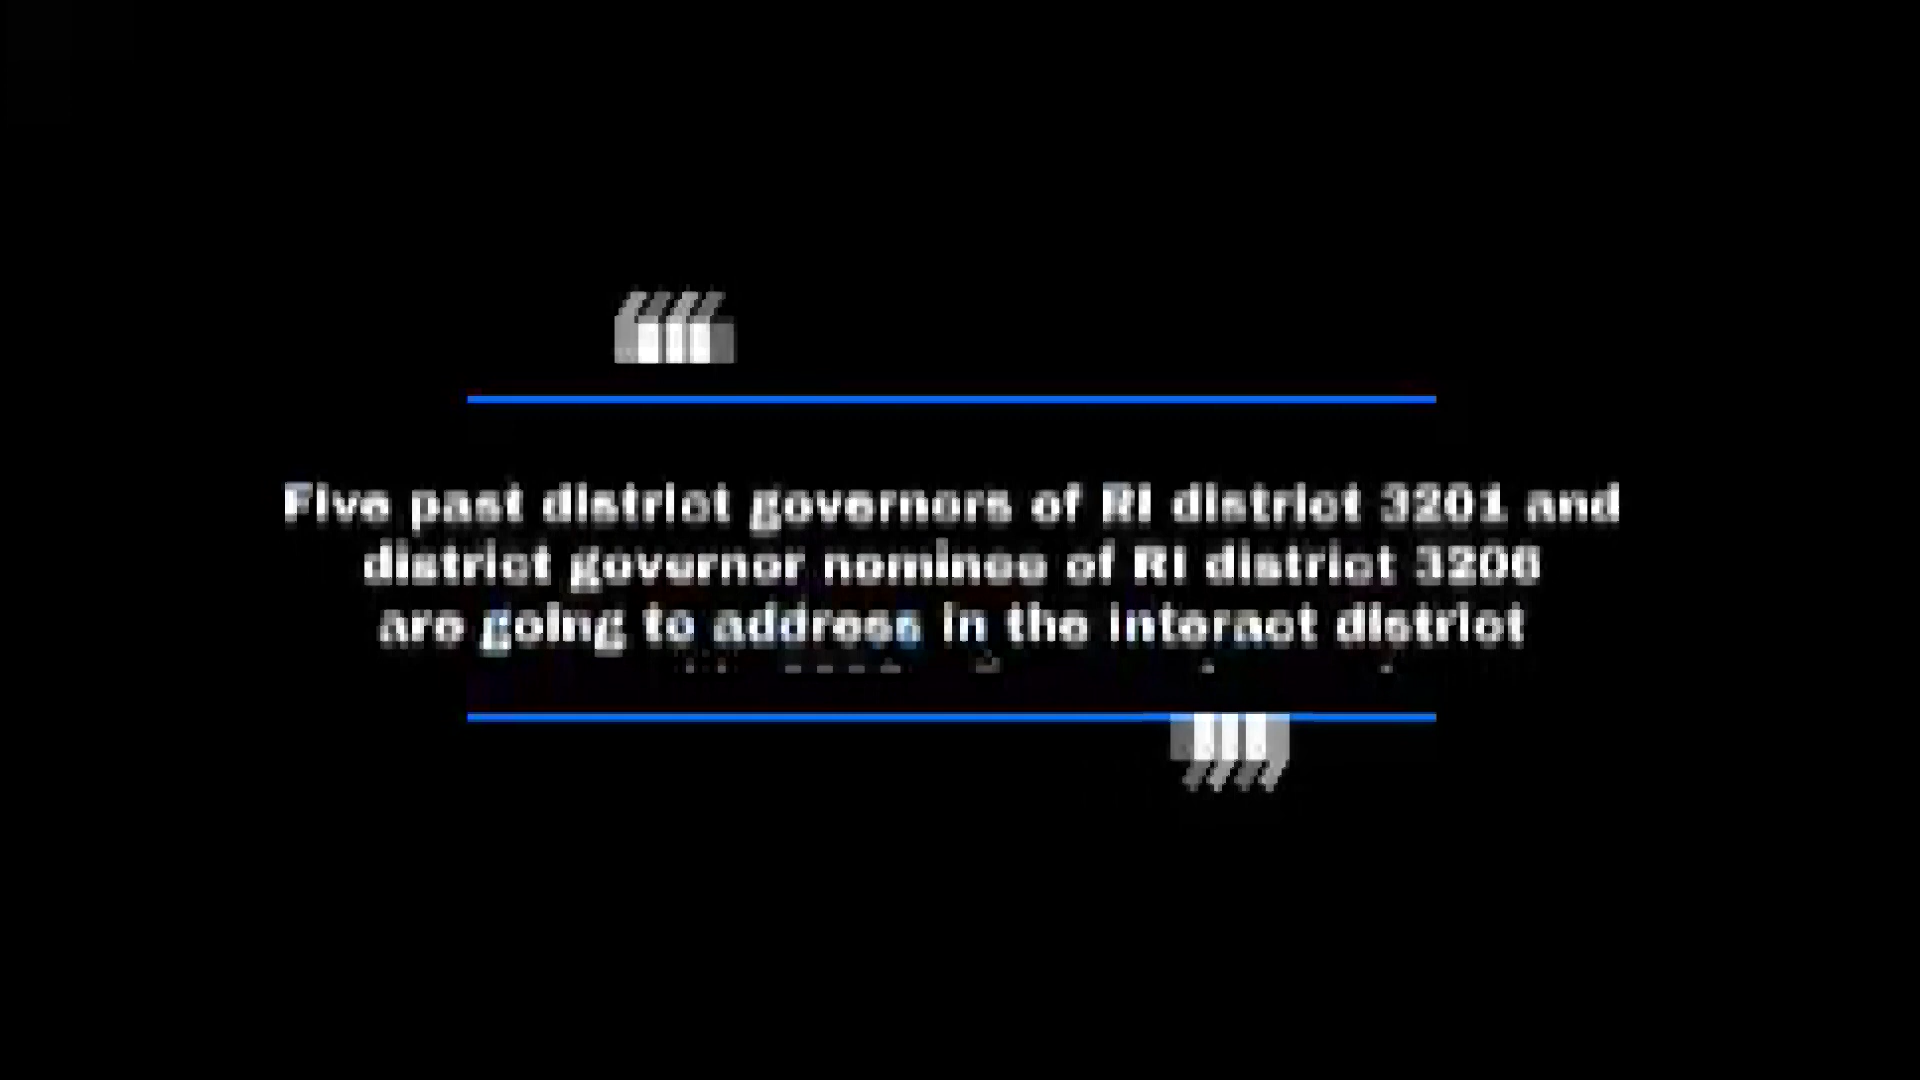 Five past district governors of RI district 3201 and
district governor nominee of RI district 3206
are going to address in the interact district